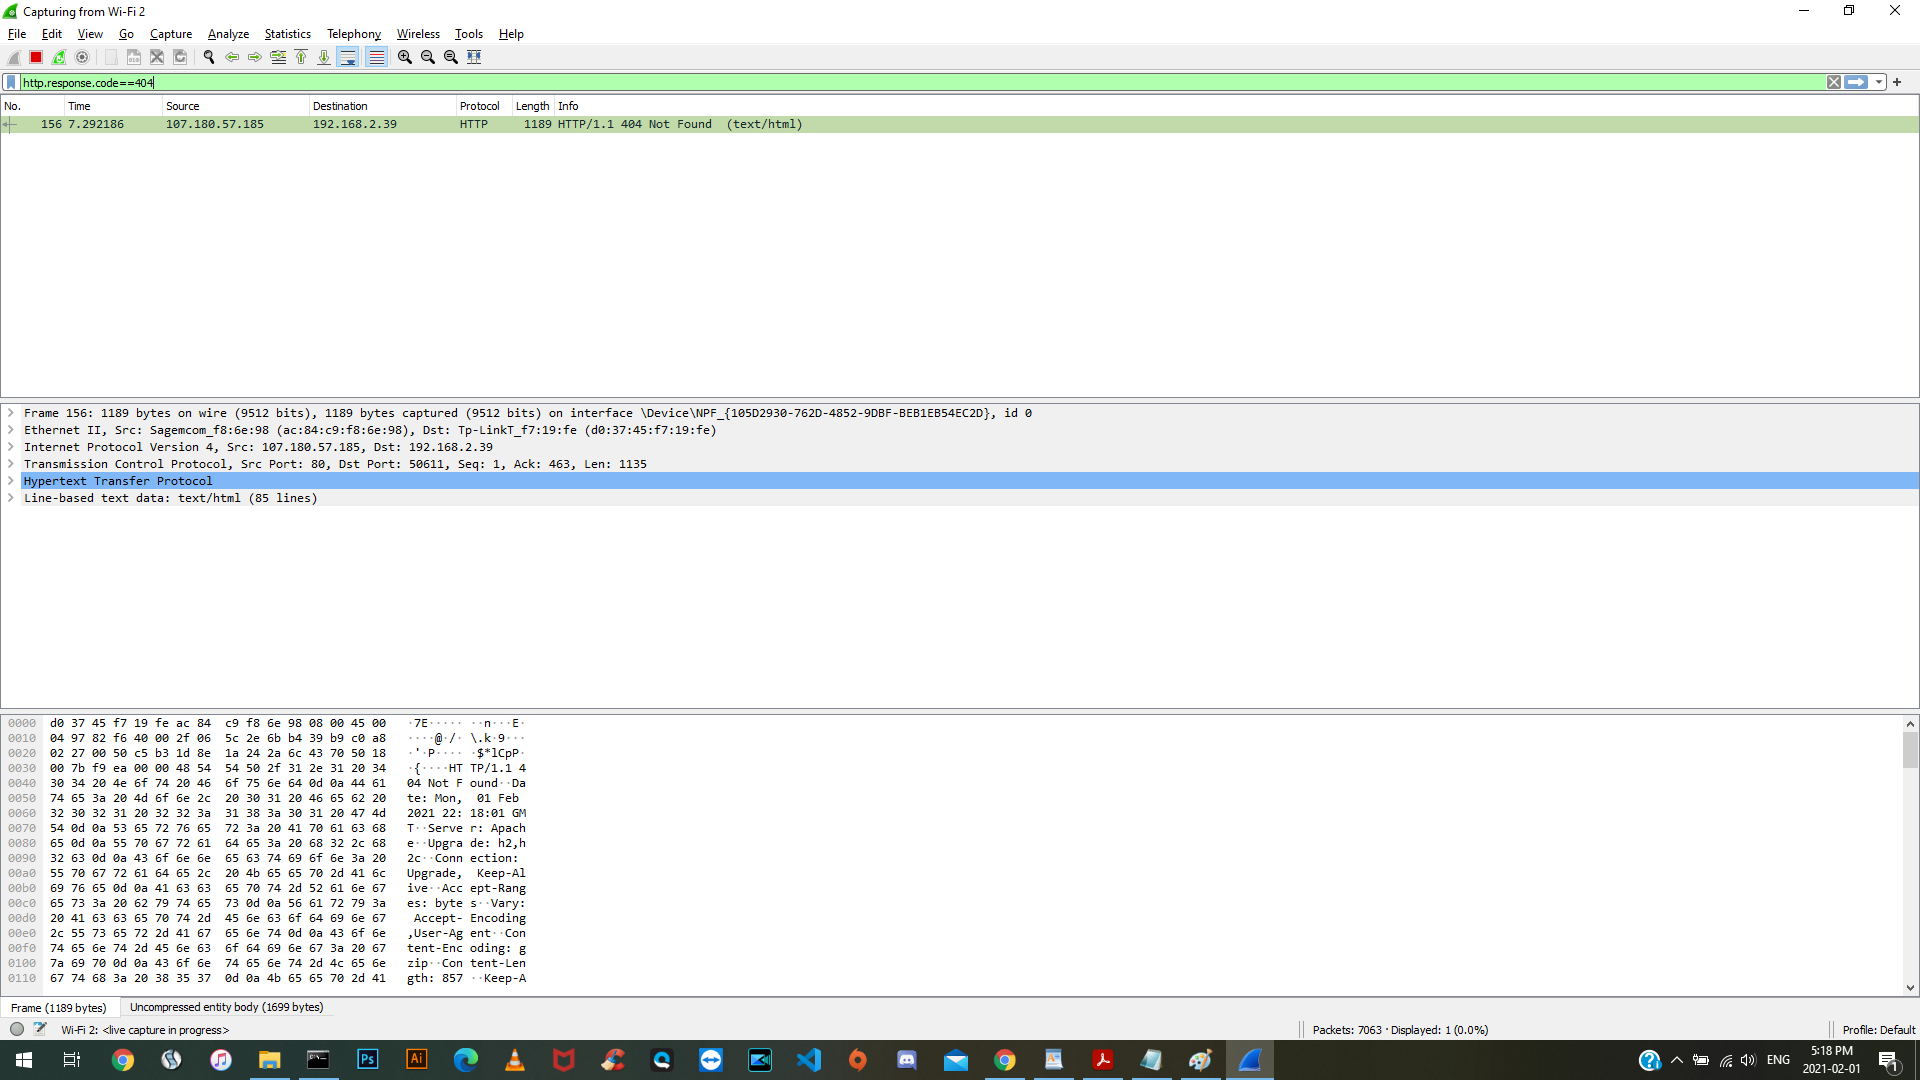 Capturing from Wi-Fi 2
File Edit View Go Capture Analyze Statistics Telephony Wireless Tools Help
http.response.code==404
No. Time Source Destination Protocol Length Info
156 7.292186 107.180.57.185 192.168.2.39 HTTP 1189 HTTP/1.1 404 Not Found (text/html)
Frame 156: 1189 bytes on wire (9512 bits), 1189 bytes captured (9512 bits) on interface \Device\NPF_{105D2930-762D-4852-9DBF-BEB1EB54EC2D}, id 0
Ethernet II, Src: Sagemcom_f8:6e:98 (ac:84:c9:f8:6e:98), Dst: Tp-LinkT_f7:19:fe (d0:37:45:f7:19:fe)
Internet Protocol Version 4, Src: 107.180.57.185, Dst: 192.168.2.39
Transmission Control Protocol, Src Port: 80, Dst Port: 50611, Seq: 1, Ack: 463, Len: 1135
Hypertext Transfer Protocol
Line-based text data: text/html (85 lines)
0000 d0 37 45 f7 19 fe ac 84 c9 f8 6e 98 08 00 45 00 ·7E····· ··n···E·
0010 04 97 82 f6 40 00 2f 06 5c 2e 6b b4 39 b9 c0 a8 ····@·/· \.k·9···
0020 02 27 00 50 c5 b3 1d 8e 1a 24 2a 6c 43 70 50 18 ·'·P···· ·$*lCpP·
0030 00 7b f9 ea 00 00 48 54 54 50 2f 31 2e 31 20 34 ·{····HT TP/1.1 4
0040 30 34 20 4e 6f 74 20 46 6f 75 6e 64 0d 0a 44 61 04 Not F ound··Da
0050 74 65 3a 20 4d 6f 6e 2c 20 30 31 20 46 65 62 20 te: Mon, 01 Feb
0060 32 30 32 31 20 32 32 3a 31 38 3a 30 31 20 47 4d 2021 22: 18:01 GM
0070 54 0d 0a 53 65 72 76 65 72 3a 20 41 70 61 63 68 T··Serve r: Apach
0080 65 0d 0a 55 70 67 72 61 64 65 3a 20 68 32 2c 68 e··Upgra de: h2,h
0090 32 63 0d 0a 43 6f 6e 6e 65 63 74 69 6f 6e 3a 20 2c··Conn ection:
00a0 55 70 67 72 61 64 65 2c 20 4b 65 65 70 2d 41 6c Upgrade, Keep-Al
00b0 69 76 65 0d 0a 41 63 63 65 70 74 2d 52 61 6e 67 ive··Acc ept-Rang
00c0 65 73 3a 20 62 79 74 65 73 0d 0a 56 61 72 79 3a es: byte s··Vary:
00d0 20 41 63 63 65 70 74 2d 45 6e 63 6f 64 69 6e 67 Accept- Encoding
00e0 2c 55 73 65 72 2d 41 67 65 6e 74 0d 0a 43 6f 6e ,User-Ag ent··Con
00f0 74 65 6e 74 2d 45 6e 63 6f 64 69 6e 67 3a 20 67 tent-Enc oding: g
0100 7a 69 70 0d 0a 43 6f 6e 74 65 6e 74 2d 4c 65 6e zip··Con tent-Len
0110 67 74 68 3a 20 38 35 37 0d 0a 4b 65 65 70 2d 41 gth: 857 ··Keep-A
Frame (1189 bytes) Uncompressed entity body (1699 bytes)
Wi-Fi 2: <live capture in progress> Packets: 7063 · Displayed: 1 (0.0%) Profile: Default
Ps Ai ENG 5:18 PM
2021-02-01 1